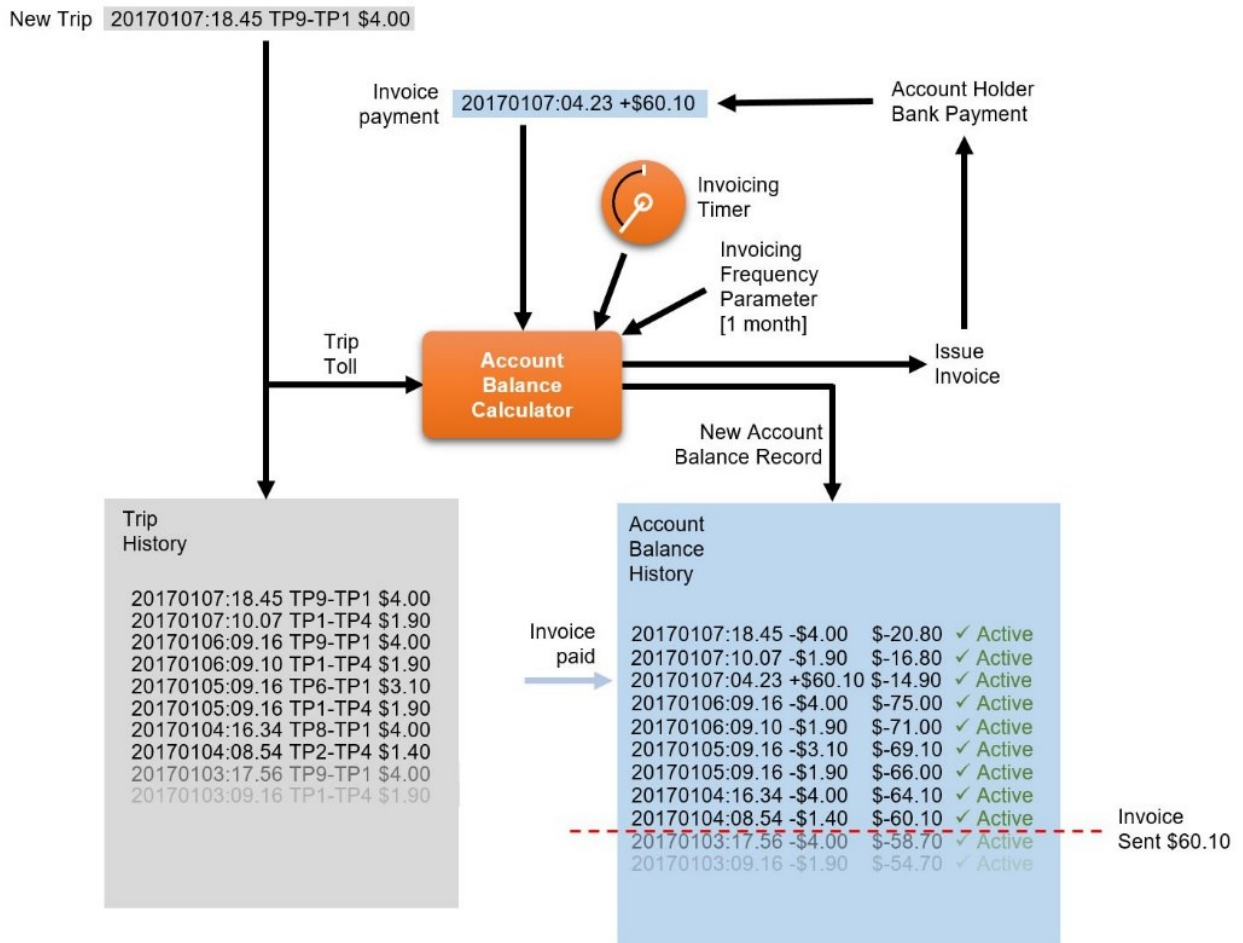 New Trip 20170107:18.45 TP9-TP1 $4.00
Invoice
payment
20170107:04.23 +$60.10
Account Holder
Bank Payment
Invoicing
Timer
Invoicing
Frequency
Parameter
[1 month]
Trip
Toll
Account
Balance
Calculator
Issue
Invoice
New Account
Balance Record
Trip
History
20170107:18.45 TP9-TP1 $4.00
20170107:10.07 TP1-TP4 $1.90
20170106:09.16 TP9-TP1 $4.00
20170106:09.10 TP1-TP4 $1.90
20170105:09.16 TP6-TP1 $3.10
20170105:09.16 TP1-TP4 $1.90
20170104:16.34 TP8-TP1 $4.00
20170104:08.54 TP2-TP4 $1.40
20170103:17.56 TP9-TP1 $4.00
20170103:09.16 TP1-TP4 $1.90
Invoice
paid
Account
Balance
History
20170107:18.45 -$4.00 $-20.80 ✓ Active
20170107:10.07 -$1.90 $-16.80 ✓ Active
20170107:04.23 +$60.10 $-14.90 ✓ Active
20170106:09.16 -$4.00 $-75.00 ✓ Active
20170106:09.10 -$1.90 $-71.00 ✓ Active
20170105:09.16 -$3.10 $-69.10 ✓ Active
20170105:09.16 -$1.90 $-66.00 ✓ Active
20170104:16.34 -$4.00 $-64.10 ✓ Active
20170104:08.54 -$1.40 $-60.10 ✓ Active
20170103:17.56 -$4.00 $-58.70 ✓ Active
20170103:09.16 -$1.90 $-54.70 ✓ Active
Invoice
Sent $60.10